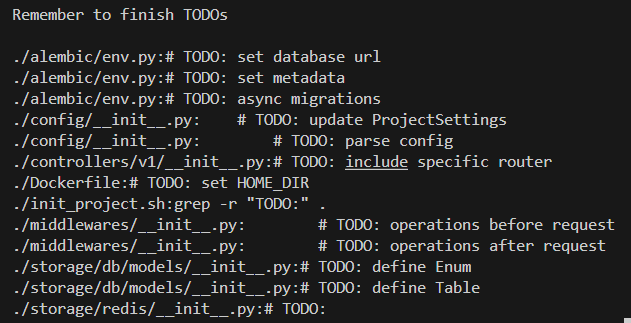 Remember to finish TODOs
./alembic/env.py:# TODO: set database url
./alembic/env.py:# TODO: set metadata
./alembic/env.py:# TODO: async migrations
./config/__init__.py:    # TODO: update ProjectSettings
./config/__init__.py:        # TODO: parse config
./controllers/v1/__init__.py:# TODO: include specific router
./Dockerfile:# TODO: set HOME_DIR
./init_project.sh:grep -r "TODO:" .
./middlewares/__init__.py:        # TODO: operations before request
./middlewares/__init__.py:        # TODO: operations after request
./storage/db/models/__init__.py:# TODO: define Enum
./storage/db/models/__init__.py:# TODO: define Table
./storage/redis/__init__.py:# TODO: